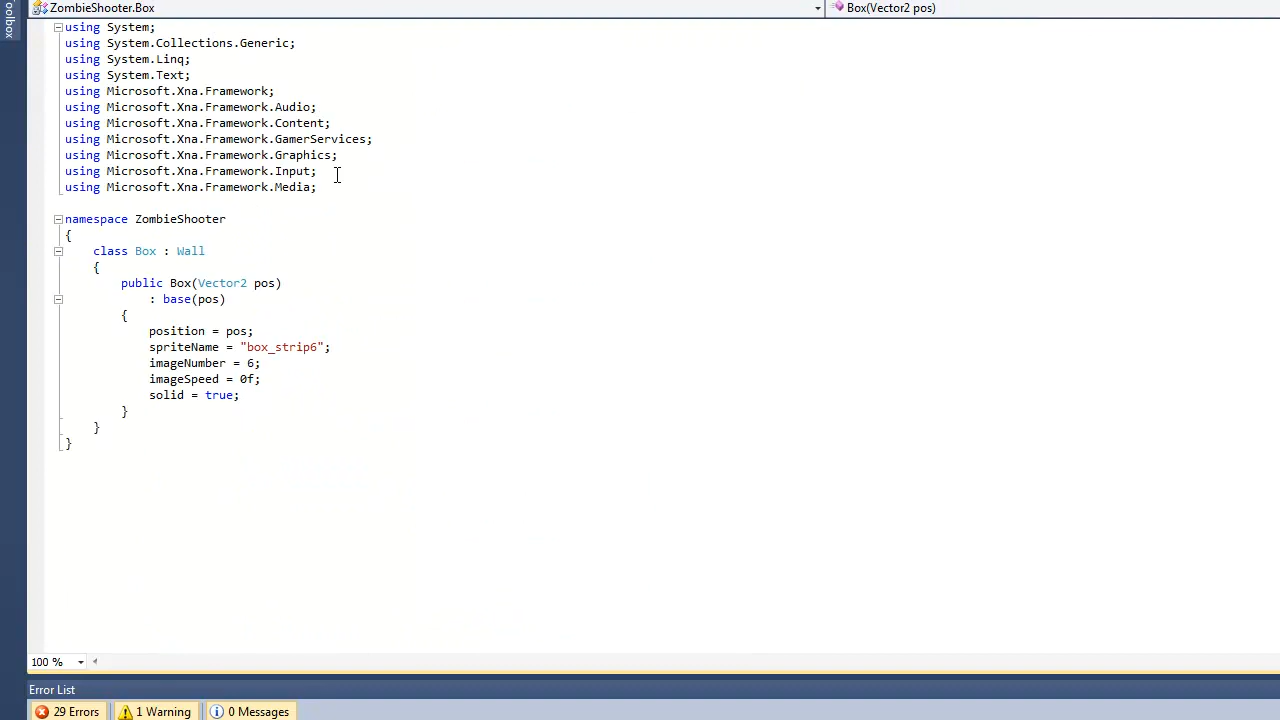 ZombieShooter.Box
Box(Vector2 pos)
oolbox
using System;
using System.Collections.Generic;
using System.Linq;
using System.Text;
using Microsoft.Xna.Framework;
using Microsoft.Xna.Framework.Audio;
using Microsoft.Xna.Framework.Content;
using Microsoft.Xna.Framework.GamerServices;
using Microsoft.Xna.Framework.Graphics;
using Microsoft.Xna.Framework.Input;
using Microsoft.Xna.Framework.Media;
namespace ZombieShooter
{
class Box : Wall
{
public Box(Vector2 pos)
: base(pos)
{
position = pos;
spriteName = "box_strip6";
imageNumber = 6;
imageSpeed = 0f;
solid = true;
}
}
}
100 %
Error List
29 Errors
1 Warning
0 Messages